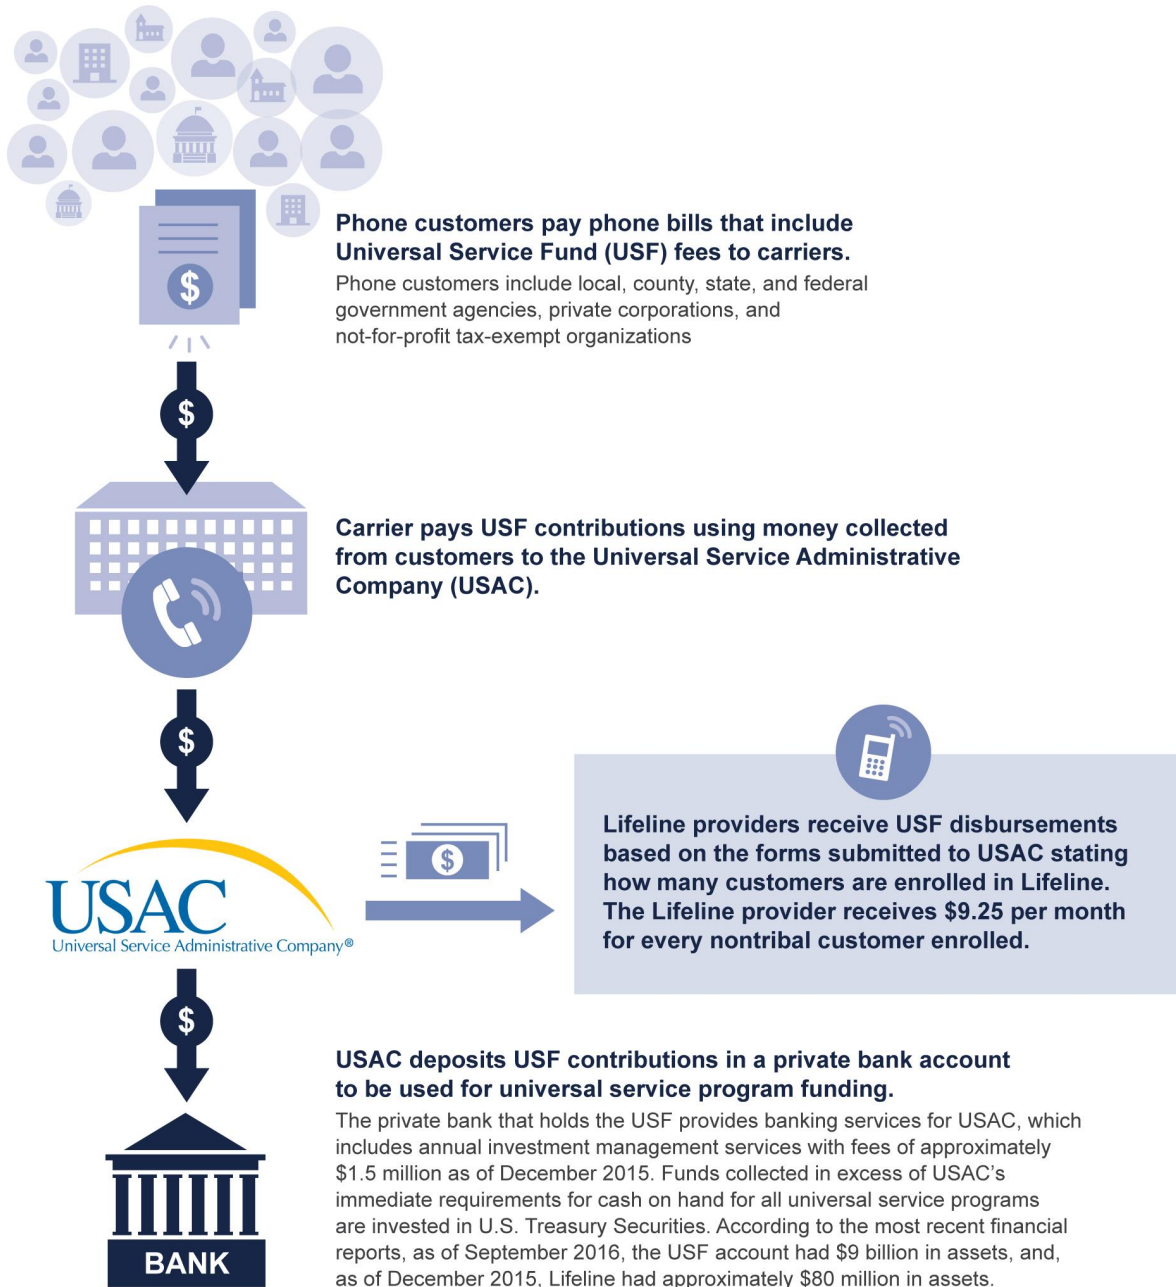 Phone customers pay phone bills that include
Universal Service Fund (USF) fees to carriers.
$
Phone customers include local, county, state, and federal
government agencies, private corporations, and
not-for-profit tax-exempt organizations
$
Carrier pays USF contributions using money collected
from customers to the Universal Service Administrative
Company (USAC).
$
Lifeline providers receive USF disbursements
based on the forms submitted to USAC stating
how many customers are enrolled in Lifeline.
The Lifeline provider receives $9.25 per month
for every nontribal customer enrolled.
$
USAC
Universal Service Administrative Company®
$
USAC deposits USF contributions in a private bank account
to be used for universal service program funding.
The private bank that holds the USF provides banking services for USAC, which
includes annual investment management services with fees of approximately
$1.5 million as of December 2015. Funds collected in excess of USAC’s
immediate requirements for cash on hand for all universal service programs
are invested in U.S. Treasury Securities. According to the most recent financial
reports, as of September 2016, the USF account had $9 billion in assets, and,
as of December 2015, Lifeline had approximately $80 million in assets.
BANK